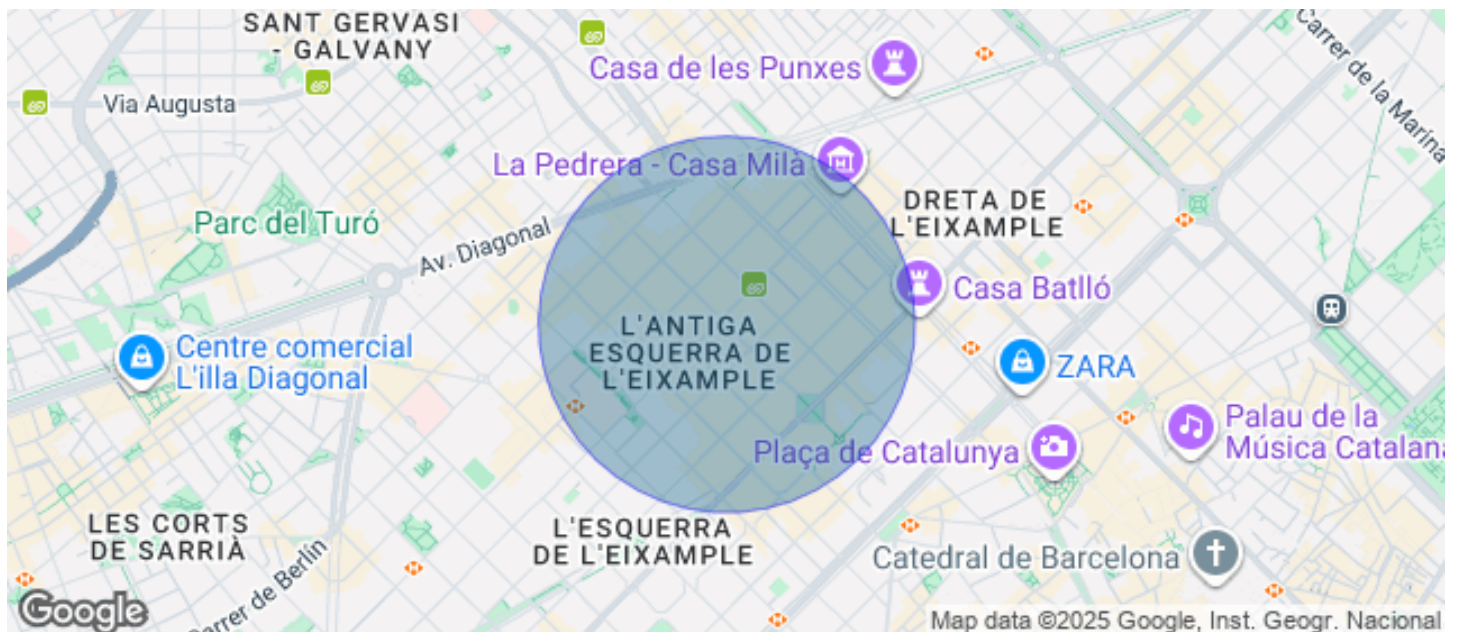 SANT GERVASI
- GALVANY
Casa de les Punxes
Carrer de la Marina
Via Augusta
La Pedrera - Casa Milà
DRETA DE
L'EIXAMPLE
Parc del Turó
Av. Diagonal
Casa Batlló
L'ANTIGA
ESQUERRA DE
L'EIXAMPLE
Centre comercial
L'illa Diagonal
ZARA
Palau de la
Música Catalana
Plaça de Catalunya
LES CORTS
DE SARRIÀ
L'ESQUERRA
DE L'EIXAMPLE
Catedral de Barcelona
Carrer de Berlín
Google
Map data ©2025 Google, Inst. Geogr. Nacional